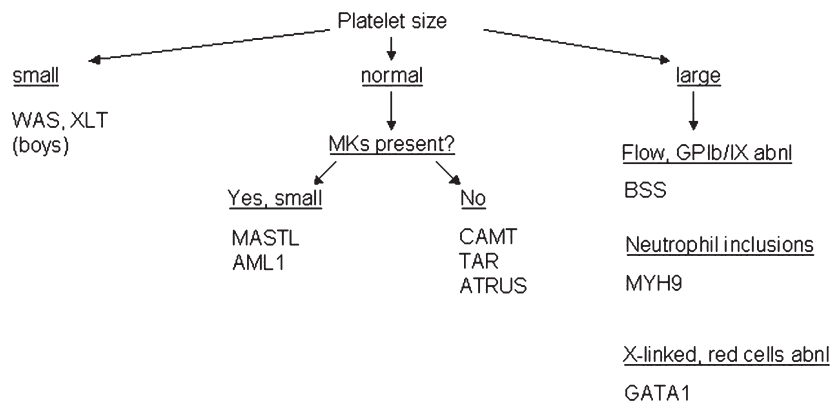 Platelet size
small
normal
large
WAS, XLT
(boys)
MKs present?
Yes, small
No
MASTL
AML1
CAMT
TAR
ATRUS
Flow, GPIb/IX abnl
BSS
Neutrophil inclusions
MYH9
X-linked, red cells abnl
GATA1